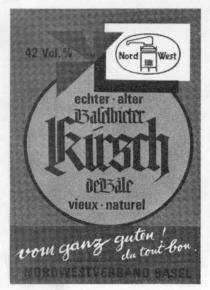 42 Vol. %
Nord West
echter · alter
Baselbieter
Kirsch
de Bâle
vieux · naturel
vom ganz guten!
du tout bon.
NORDWESTVERBAND BASEL